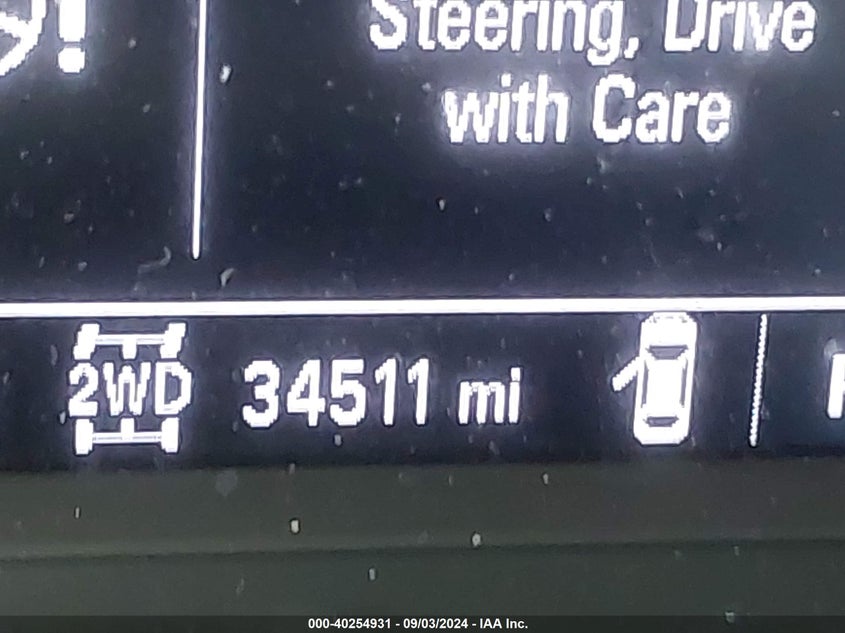 !
Steering, Drive
with Care
2WD
34511 mi
000-40254931 - 09/03/2024 - IAA Inc.